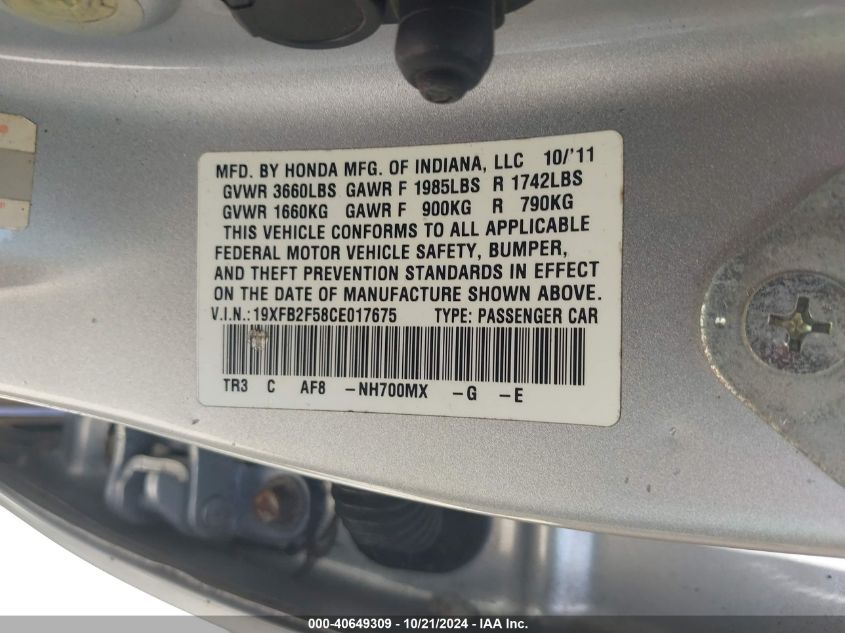 MFD. BY HONDA MFG. OF INDIANA, LLC 10/'11
GVWR 3660LBS GAWR F 1985LBS R 1742LBS
GVWR 1660KG GAWR F 900KG R 790KG
THIS VEHICLE CONFORMS TO ALL APPLICABLE
FEDERAL MOTOR VEHICLE SAFETY, BUMPER,
AND THEFT PREVENTION STANDARDS IN EFFECT
ON THE DATE OF MANUFACTURE SHOWN ABOVE.
V.I.N.:19XFB2F58CE017675 TYPE: PASSENGER CAR
TR3 C AF8 -NH700MX -G -E
000-40649309 - 10/21/2024 - IAA Inc.